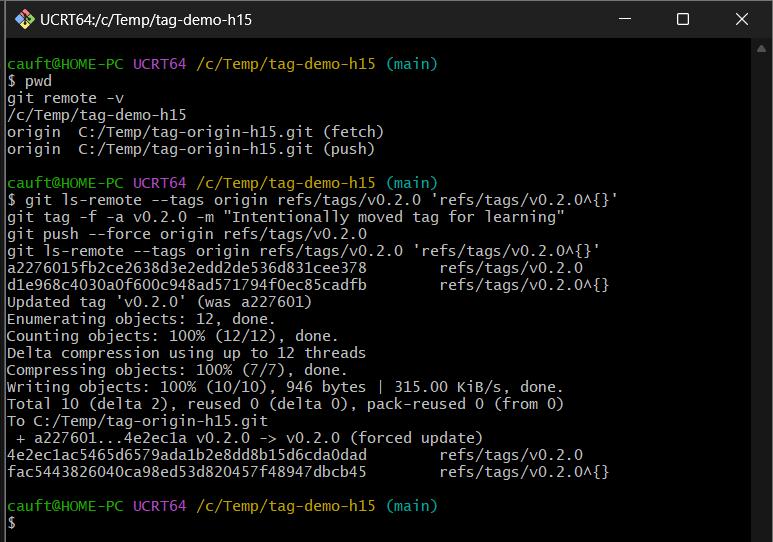 UCRT64:/c/Temp/tag-demo-h15
cauft@HOME-PC UCRT64 /c/Temp/tag-demo-h15 (main)
$ pwd
git remote -v
/c/Temp/tag-demo-h15
origin  C:/Temp/tag-origin-h15.git (fetch)
origin  C:/Temp/tag-origin-h15.git (push)
cauft@HOME-PC UCRT64 /c/Temp/tag-demo-h15 (main)
$ git ls-remote --tags origin refs/tags/v0.2.0 'refs/tags/v0.2.0^{}'
git tag -f -a v0.2.0 -m "Intentionally moved tag for learning"
git push --force origin refs/tags/v0.2.0
git ls-remote --tags origin refs/tags/v0.2.0 'refs/tags/v0.2.0^{}'
a2276015fb2ce2638d3e2edd2de536d831cee378        refs/tags/v0.2.0
d1e968c4030a0f600c948ad571794f0ec85cadfb        refs/tags/v0.2.0^{}
Updated tag 'v0.2.0' (was a227601)
Enumerating objects: 12, done.
Counting objects: 100% (12/12), done.
Delta compression using up to 12 threads
Compressing objects: 100% (7/7), done.
Writing objects: 100% (10/10), 946 bytes | 315.00 KiB/s, done.
Total 10 (delta 2), reused 0 (delta 0), pack-reused 0 (from 0)
To C:/Temp/tag-origin-h15.git
 + a227601...4e2ec1a v0.2.0 -> v0.2.0 (forced update)
4e2ec1ac5465d6579ada1b2e8dd8b15d6cda0dad        refs/tags/v0.2.0
fac5443826040ca98ed53d820457f48947dbcb45        refs/tags/v0.2.0^{}
cauft@HOME-PC UCRT64 /c/Temp/tag-demo-h15 (main)
$